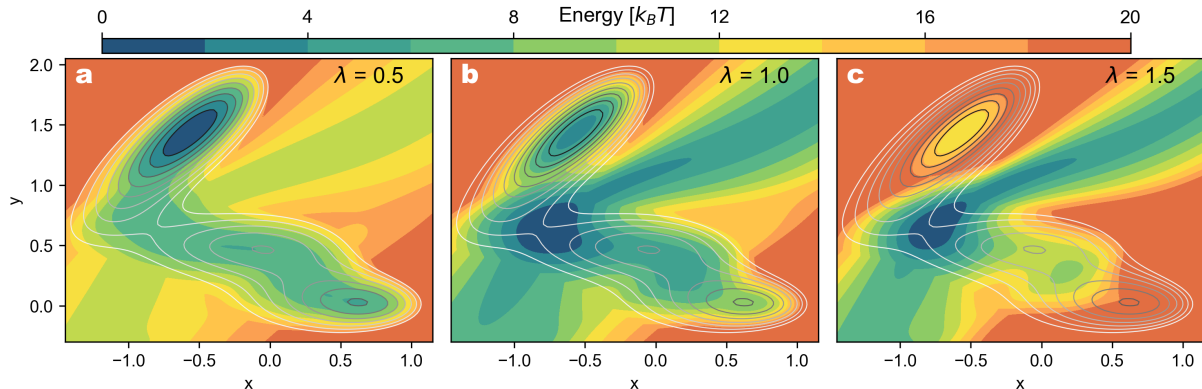 Energy [k_BT]
0 4 8 12 16 20
a λ = 0.5 b λ = 1.0 c λ = 1.5
2.0
1.5
1.0
0.5
0.0
y
−1.0 −0.5 0.0 0.5 1.0 −1.0 −0.5 0.0 0.5 1.0 −1.0 −0.5 0.0 0.5 1.0
x x x